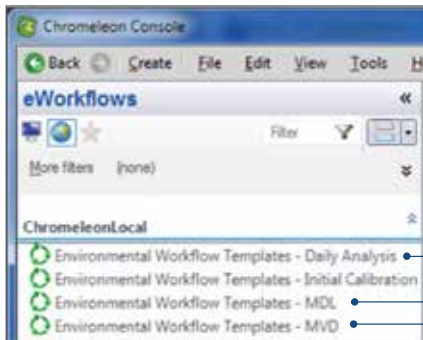 Chromeleon Console
Back Create File Edit View Tools H
eWorkflows
Filter
More filters (none)
ChromeleonLocal
Environmental Workflow Templates - Daily Analysis
Environmental Workflow Templates - Initial Calibration
Environmental Workflow Templates - MDL
Environmental Workflow Templates - MVD